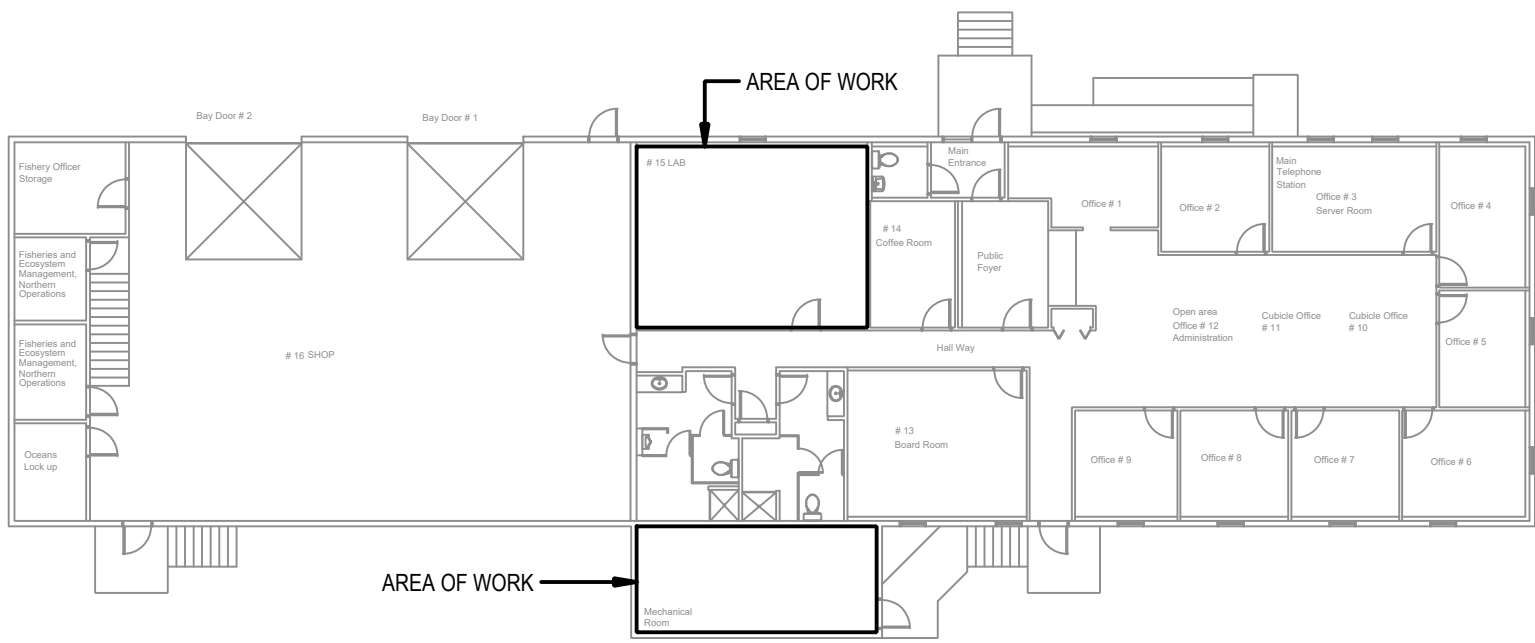 AREA OF WORK
Bay Door # 2
Bay Door # 1
Fishery Officer
Storage
# 15 LAB
Main
Entrance
Main
Telephone
Station
Office # 1
Office # 2
Office # 3
Server Room
Office # 4
# 14
Coffee Room
Public
Foyer
Fisheries and
Ecosystem
Management,
Northern
Operations
Open area
Office # 12
Administration
Cubicle Office
# 11
Cubicle Office
# 10
Fisheries and
Ecosystem
Management,
Northern
Operations
# 16 SHOP
Hall Way
Office # 5
Oceans
Lock up
# 13
Board Room
Office # 9
Office # 8
Office # 7
Office # 6
AREA OF WORK
Mechanical
Room